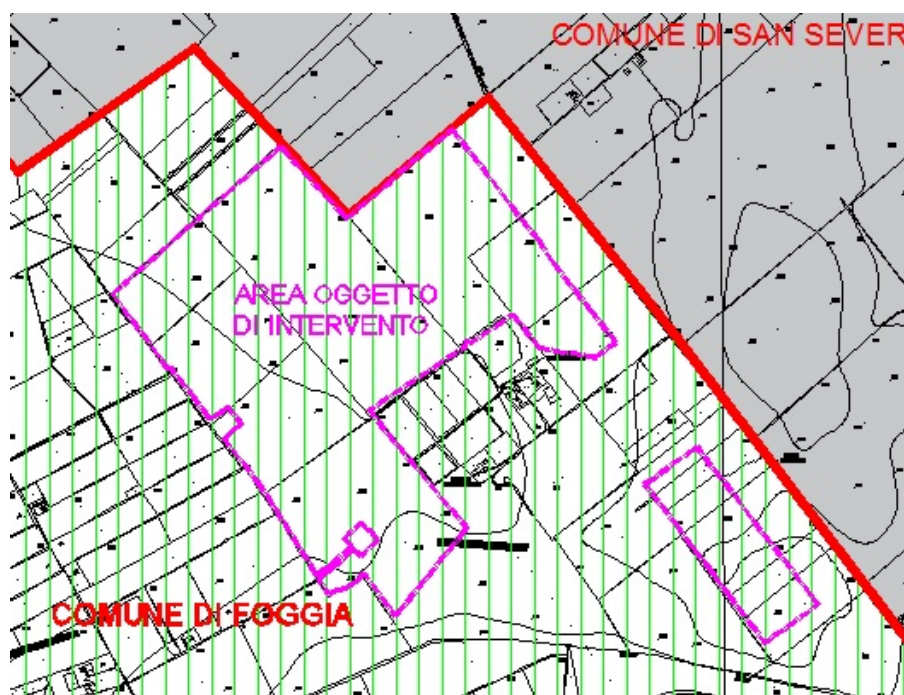 COMUNE DI SAN SEVER
AREA OGGETTO
DI INTERVENTO
COMUNE DI FOGGIA